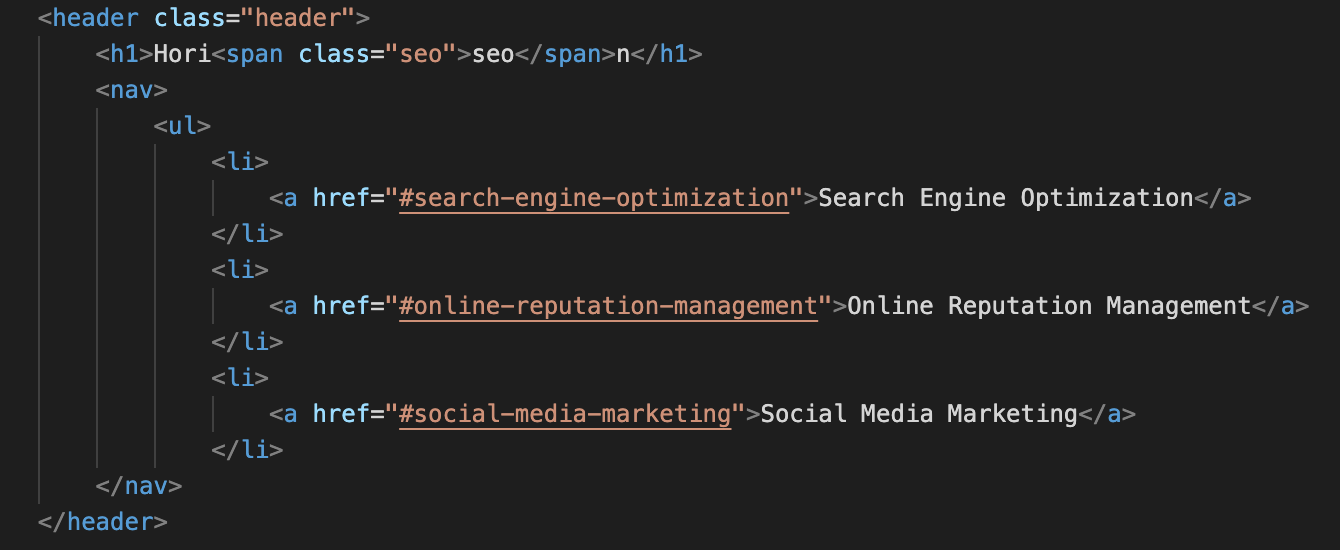 <header class="header">
<h1>Hori<span class="seo">seo</span>n</h1>
<nav>
<ul>
<li>
<a href="#search-engine-optimization">Search Engine Optimization</a>
</li>
<li>
<a href="#online-reputation-management">Online Reputation Management</a>
</li>
<li>
<a href="#social-media-marketing">Social Media Marketing</a>
</li>
</nav>
</header>